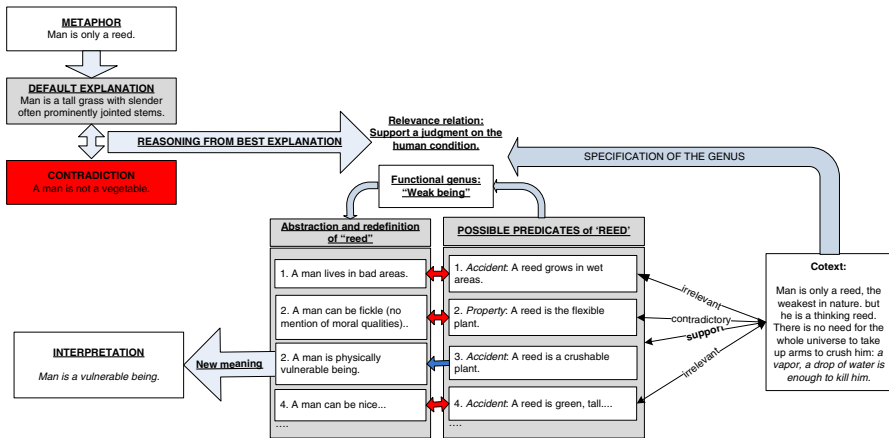 METAPHOR
Man is only a reed.
DEFAULT EXPLANATION
Man is a tall grass with slender
often prominently jointed stems.
CONTRADICTION
A man is not a vegetable.
REASONING FROM BEST EXPLANATION
Relevance relation:
Support a judgment on the
human condition.
SPECIFICATION OF THE GENUS
Functional genus:
“Weak being”
Abstraction and redefinition
of “reed”
1. A man lives in bad areas.
2. A man can be fickle (no
mention of moral qualities)..
2. A man is physically
vulnerable being.
4. A man can be nice...
....
POSSIBLE PREDICATES of ‘REED’
1. Accident: A reed grows in wet
areas.
2. Property: A reed is the flexible
plant.
3. Accident: A reed is a crushable
plant.
4. Accident: A reed is green, tall....
....
irrelevant
contradictory
support
irrelevant
Cotext:
Man is only a reed, the
weakest in nature. but
he is a thinking reed.
There is no need for the
whole universe to take
up arms to crush him: a
vapor, a drop of water is
enough to kill him.
New meaning
INTERPRETATION
Man is a vulnerable being.